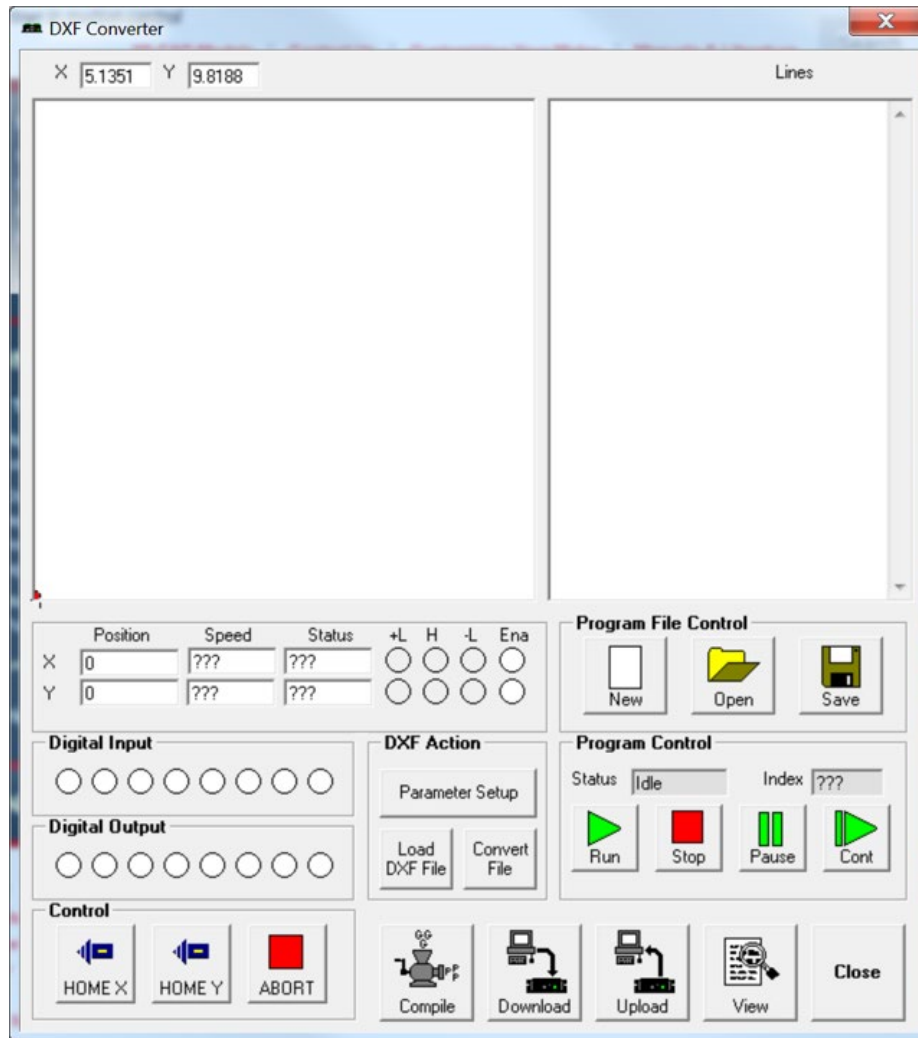 DXF Converter
X 5.1351 Y 9.8188 Lines
Position Speed Status +L H -L Ena
X 0 ??? ???
Y 0 ??? ???
Program File Control
New Open Save
Digital Input
Digital Output
DXF Action
Parameter Setup
Load DXF File
Convert File
Program Control
Status Idle Index ???
Run Stop Pause Cont
Control
HOME X HOME Y ABORT
Compile Download Upload View Close